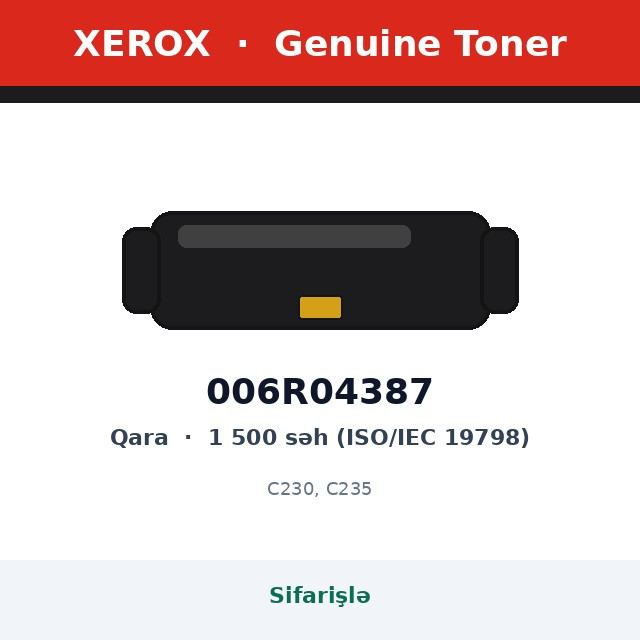 XEROX · Genuine Toner
006R04387
Qara · 1 500 səh (ISO/IEC 19798)
C230, C235
Sifarişlə